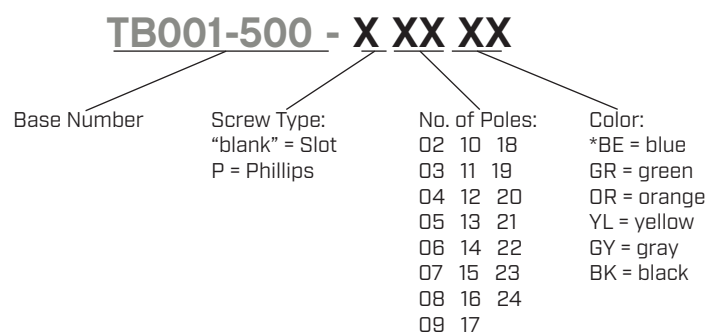 TB001-500 - X XX XX
Base Number
Screw Type:
“blank” = Slot
P = Phillips
No. of Poles:
02 10 18
03 11 19
04 12 20
05 13 21
06 14 22
07 15 23
08 16 24
09 17
Color:
*BE = blue
GR = green
OR = orange
YL = yellow
GY = gray
BK = black